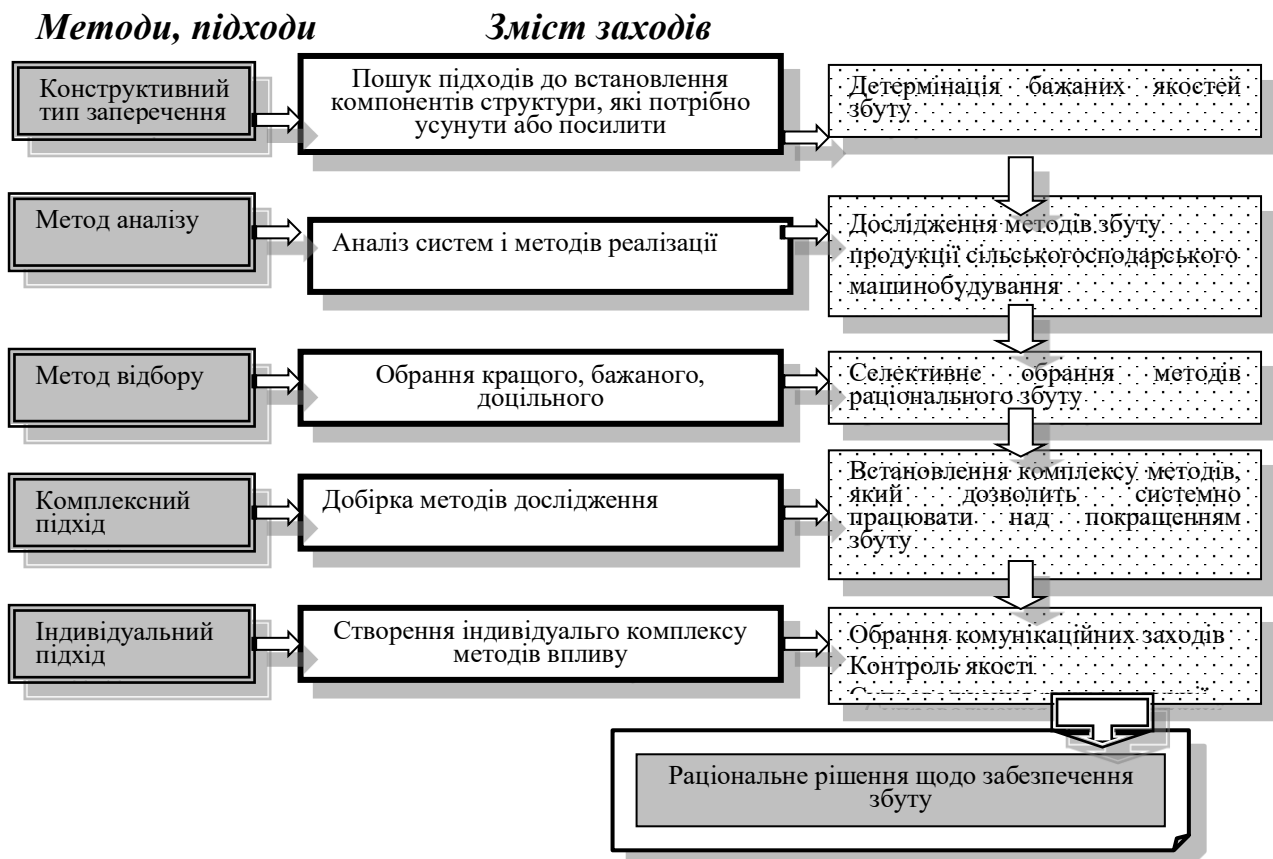 Методи, підходи
Зміст заходів
Конструктивний
тип заперечення
Пошук підходів до встановлення
компонентів структури, які потрібно
усунути або посилити
Детермінація бажаних якостей
збуту
Метод аналізу
Аналіз систем і методів реалізації
Дослідження методів збуту
продукції сільськогосподарського
машинобудування
Метод відбору
Обрання кращого, бажаного,
доцільного
Селективне обрання методів
раціонального збуту
Комплексний
підхід
Добірка методів дослідження
Встановлення комплексу методів,
який дозволить системно
працювати над покращенням
збуту
Індивідуальний
підхід
Створення індивідуальго комплексу
методів впливу
Обрання комунікаційних заходів
Контроль якості
Раціональне рішення щодо забезпечення
збуту